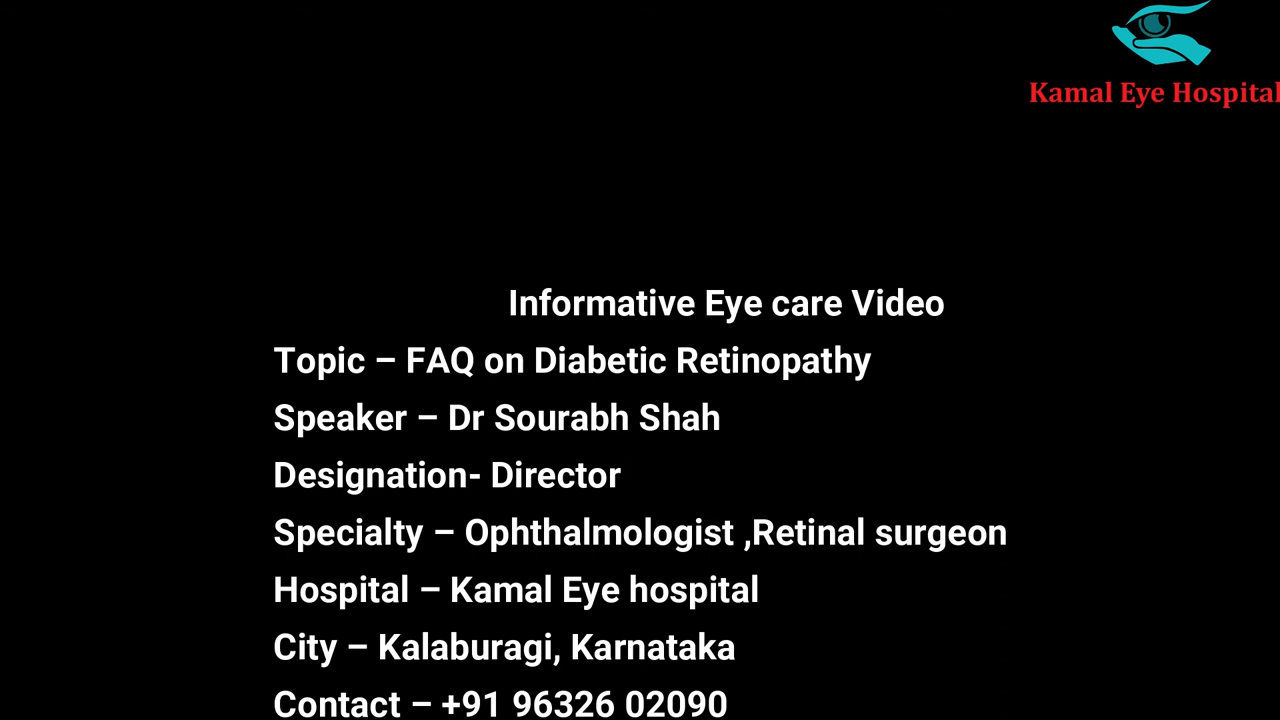 Kamal Eye Hospital
Informative Eye care Video
Topic – FAQ on Diabetic Retinopathy
Speaker – Dr Sourabh Shah
Designation- Director
Specialty – Ophthalmologist ,Retinal surgeon
Hospital – Kamal Eye hospital
City – Kalaburagi, Karnataka
Contact – +91 96326 02090